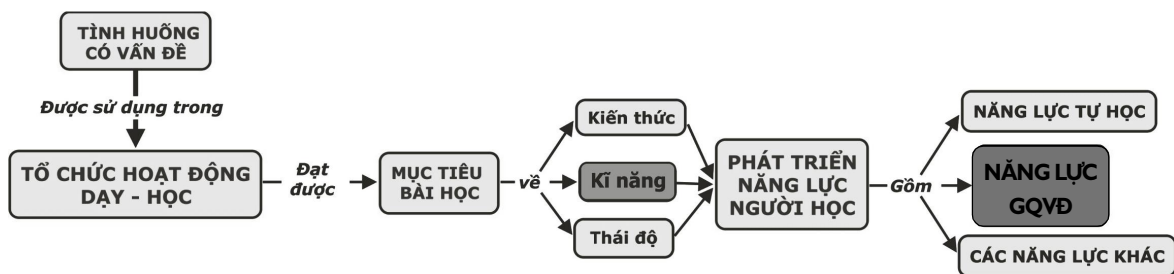 TÌNH HUỐNG
CÓ VẤN ĐỀ
Được sử dụng trong
TỔ CHỨC HOẠT ĐỘNG
DẠY - HỌC
Đạt
được
MỤC TIÊU
BÀI HỌC
về
Kiến thức
Kĩ năng
Thái độ
PHÁT TRIỂN
NĂNG LỰC
NGƯỜI HỌC
Gồm
NĂNG LỰC TỰ HỌC
NĂNG LỰC
GQVĐ
CÁC NĂNG LỰC KHÁC